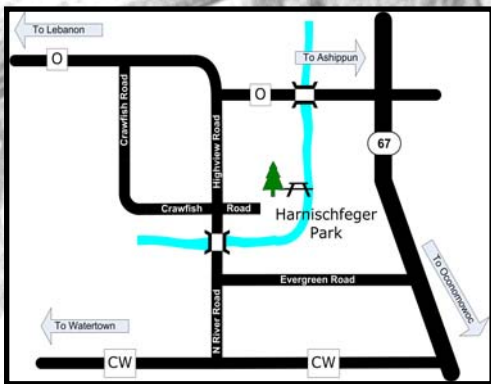 To Lebanon
To Ashippun
O
O
Crawfish Road
Highview Road
67
Crawfish Road
Harnischfeger
Park
To Oconomowoc
Evergreen Road
To Watertown
N River Road
CW
CW